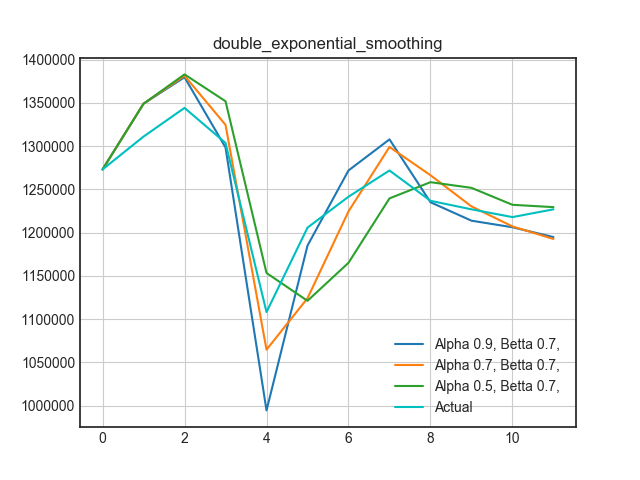 double_exponential_smoothing
1400000
1350000
1300000
1250000
1200000
1150000
1100000
1050000
1000000
Alpha 0.9, Betta 0.7,
Alpha 0.7, Betta 0.7,
Alpha 0.5, Betta 0.7,
Actual
0 2 4 6 8 10